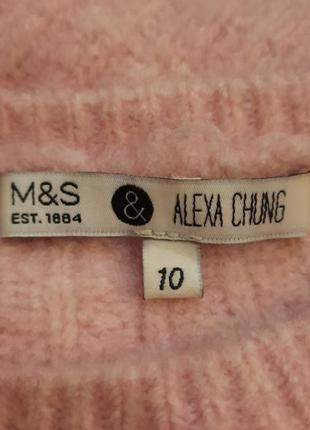 M&S & ALEXA CHUNG
EST. 1884
10